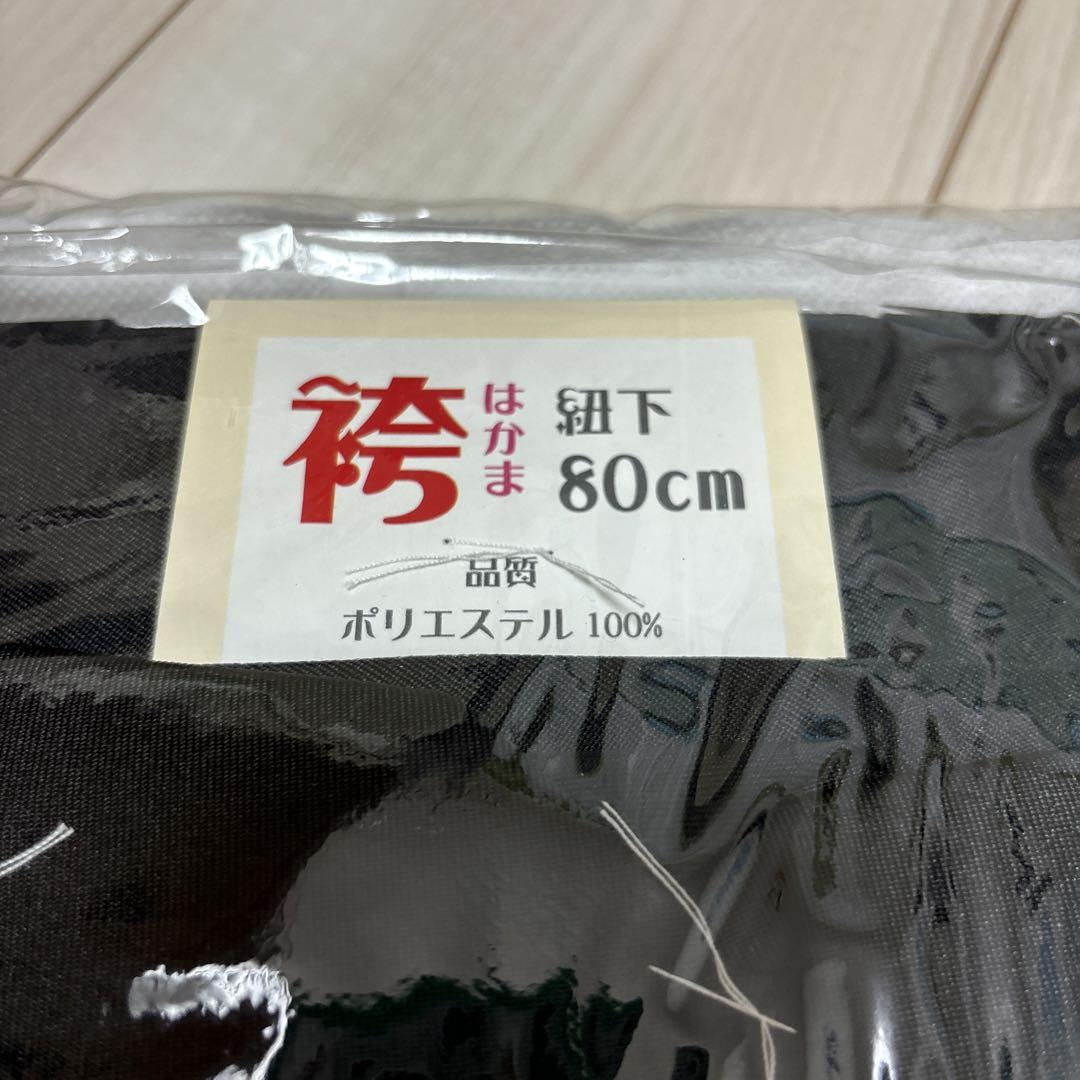 袴
はかま
紐下
80cm
品質
ポリエステル 100%